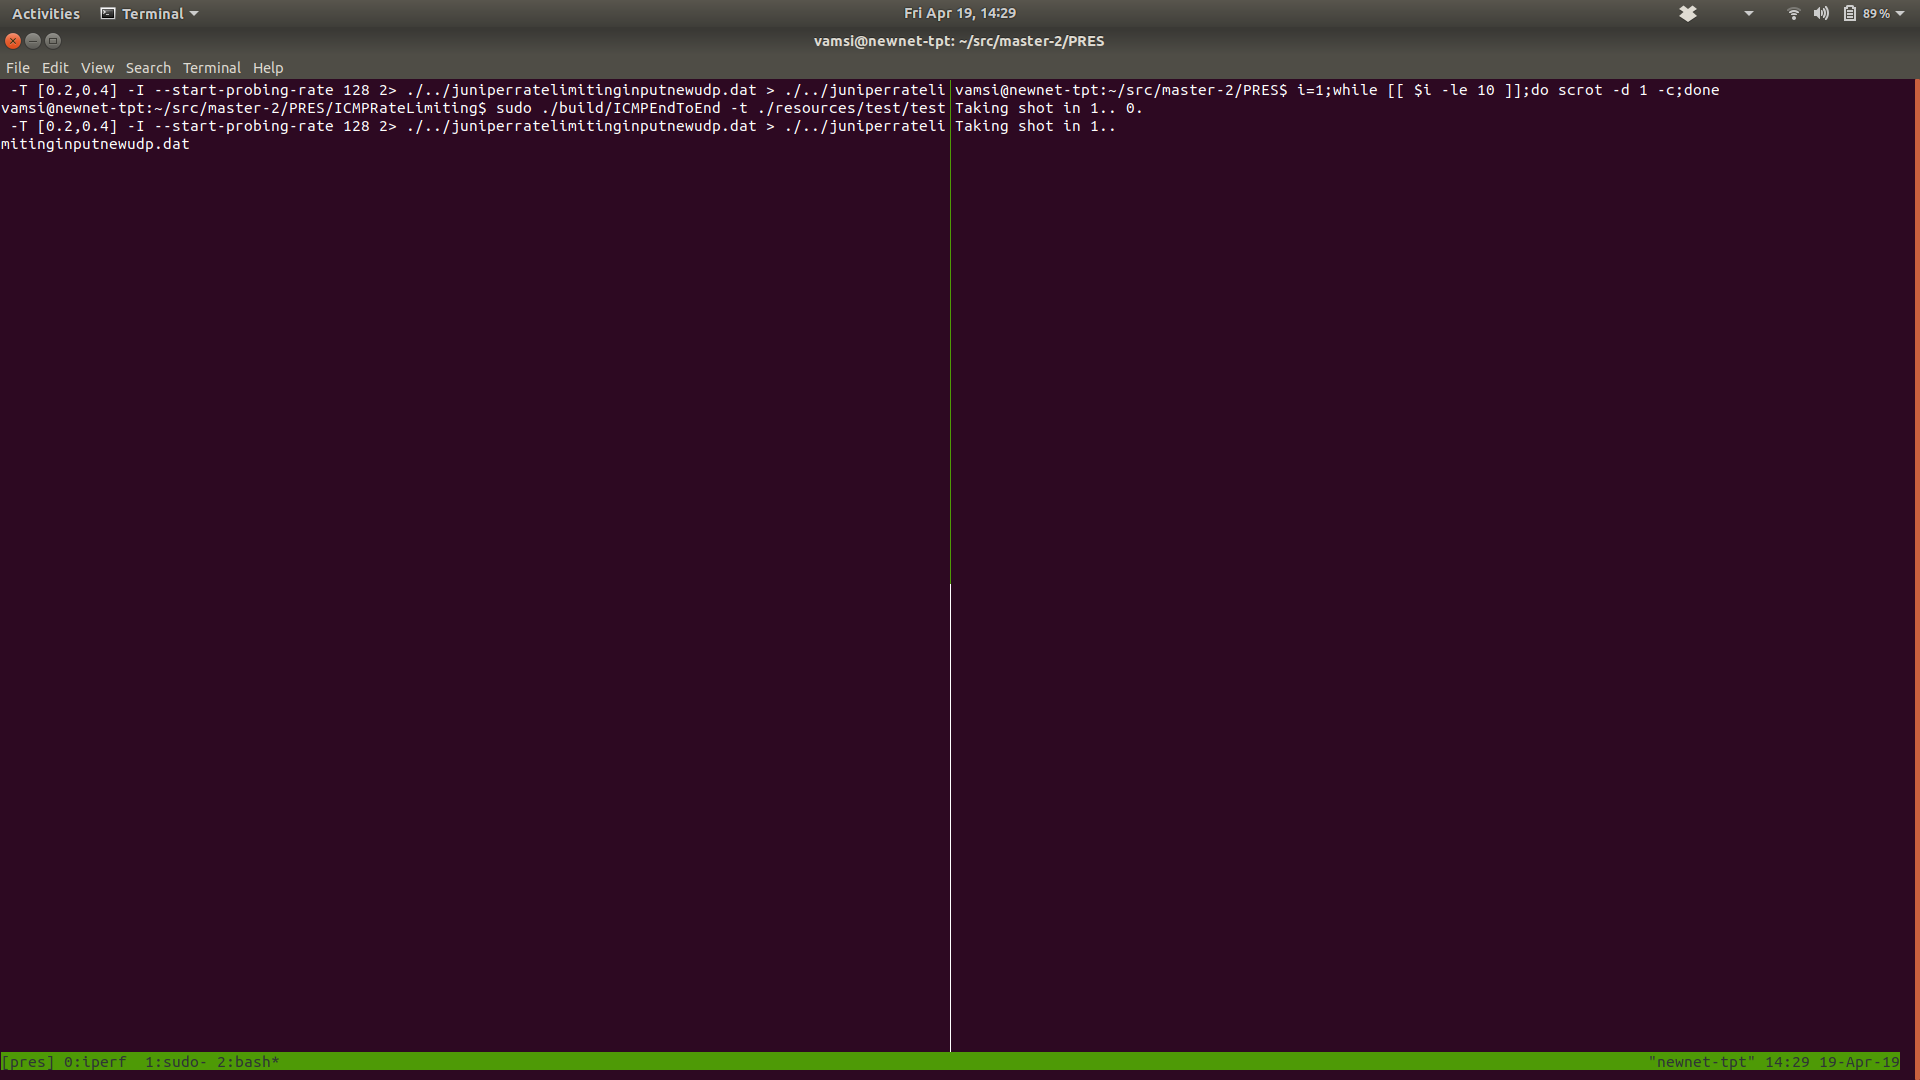 Activities Terminal Fri Apr 19, 14:29 89 %
vamsi@newnet-tpt: ~/src/master-2/PRES
File Edit View Search Terminal Help
-T [0.2,0.4] -I --start-probing-rate 128 2> ./../juniperratelimitinginputnewudp.dat > ./../juniperrateli
vamsi@newnet-tpt:~/src/master-2/PRES/ICMPRateLimiting$ sudo ./build/ICMPEndToEnd -t ./resources/test/test
-T [0.2,0.4] -I --start-probing-rate 128 2> ./../juniperratelimitinginputnewudp.dat > ./../juniperrateli
mitinginputnewudp.dat
vamsi@newnet-tpt:~/src/master-2/PRES$ i=1;while [[ $i -le 10 ]];do scrot -d 1 -c;done
Taking shot in 1.. 0.
Taking shot in 1..
[pres] 0:iperf  1:sudo- 2:bash* "newnet-tpt" 14:29 19-Apr-19